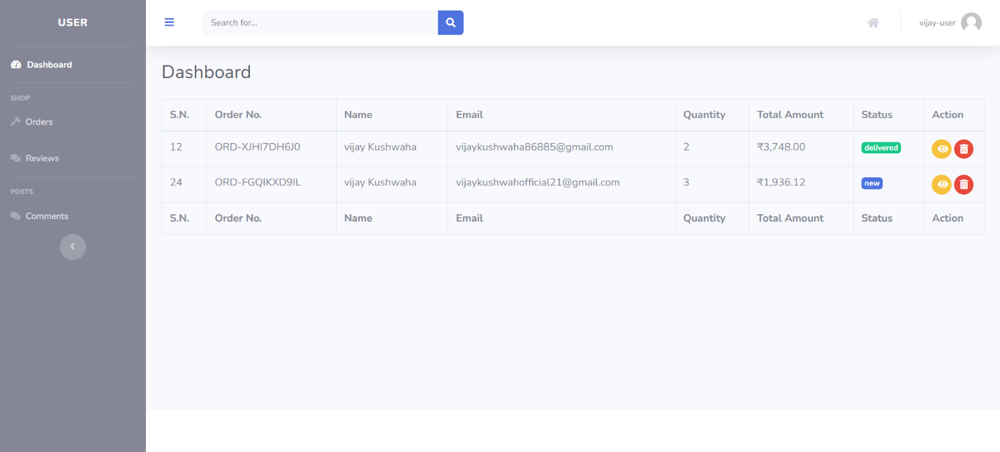 USER
Search for...
vijay-user
Dashboard
SHOP
Orders
Reviews
POSTS
Comments
Dashboard
S.N. Order No. Name Email Quantity Total Amount Status Action
12 ORD-XJHI7DH6J0 vijay Kushwaha vijaykushwaha86885@gmail.com 2 ₹3,748.00 delivered
24 ORD-FGQIKXD9IL vijay Kushwaha vijaykushwahofficial21@gmail.com 3 ₹1,936.12 new
S.N. Order No. Name Email Quantity Total Amount Status Action